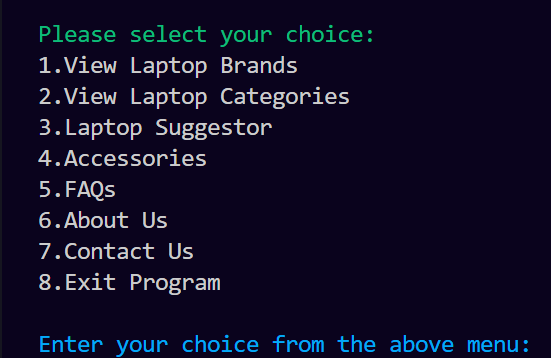 Please select your choice:
1.View Laptop Brands
2.View Laptop Categories
3.Laptop Suggestor
4.Accessories
5.FAQs
6.About Us
7.Contact Us
8.Exit Program
Enter your choice from the above menu: